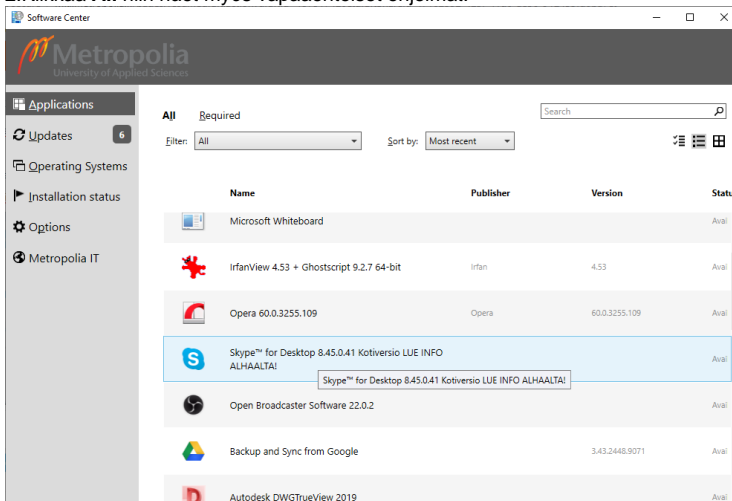 Software Center
Metropolia
University of Applied Sciences
Applications
Updates 6
Operating Systems
Installation status
Options
Metropolia IT
All Required
Search
Filter: All Sort by: Most recent
Name Publisher Version
Microsoft Whiteboard
IrfanView 4.53 + Ghostscript 9.2.7 64-bit Irfan 4.53
Opera 60.0.3255.109 Opera 60.0.3255.109
Skype™ for Desktop 8.45.0.41 Kotiversio LUE INFO
ALHAALTA!
Skype™ for Desktop 8.45.0.41 Kotiversio LUE INFO ALHAALTA!
Open Broadcaster Software 22.0.2
Backup and Sync from Google 3.43.2448.9071
Autodesk DWGTrueView 2019